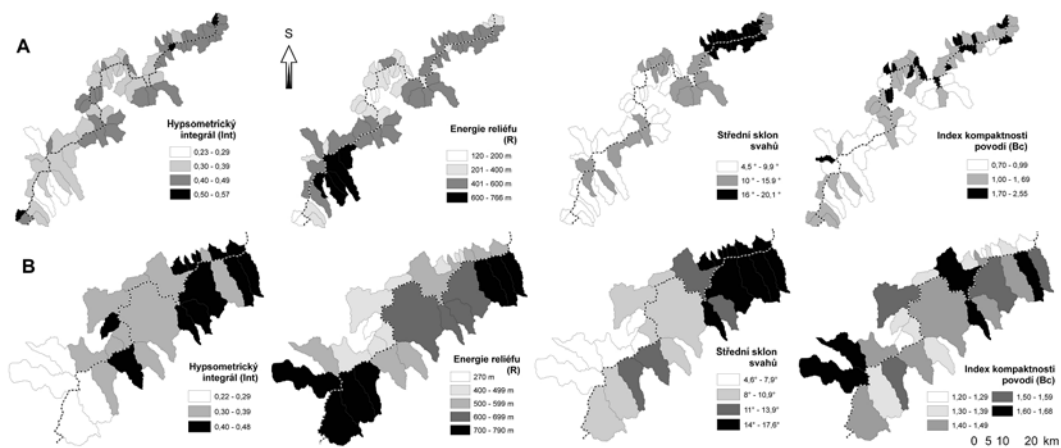 A
S
Hypsometrický
integrál (Int)
0,23 - 0,29
0,30 - 0,39
0,40 - 0,49
0,50 - 0,57
Energie reliéfu
(R)
120 - 200 m
201 - 400 m
401 - 600 m
600 - 766 m
Střední sklon
svahů
4,5 ° - 9,9 °
10 ° - 15,9 °
16 ° - 20,1 °
Index kompaktnosti
povodí (Bc)
0,70 - 0,99
1,00 - 1, 69
1,70 - 2,55
B
Hypsometrický
integrál (Int)
0,22 - 0,29
0,30 - 0,39
0,40 - 0,48
Energie reliéfu
(R)
270 m
400 - 499 m
500 - 599 m
600 - 699 m
700 - 790 m
Střední sklon
svahů
4,6° - 7,9°
8° - 10,9°
11° - 13,9°
14° - 17,6°
Index kompaktnosti
povodí (Bc)
1,20 - 1,29
1,30 - 1,39
1,40 - 1,49
1,50 - 1,59
1,60 - 1,68
0 5 10 20 km